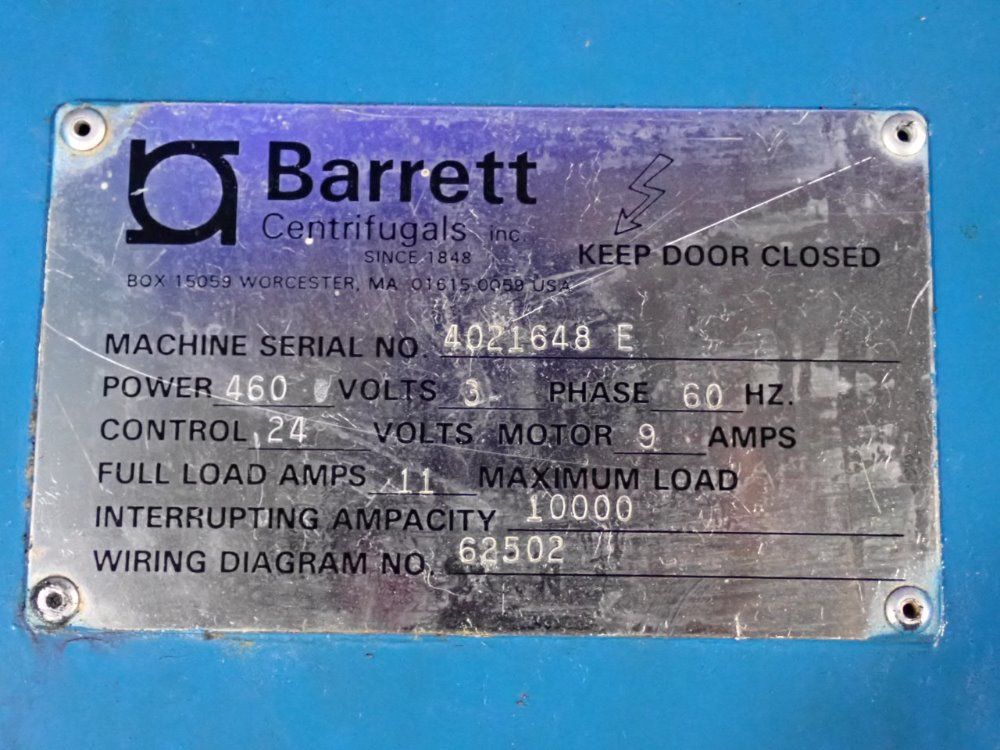 Barrett
Centrifugals inc.
SINCE 1848
BOX 15059 WORCESTER, MA 01615-0059 USA
KEEP DOOR CLOSED
MACHINE SERIAL NO. 4021648 E
POWER 460 VOLTS 3 PHASE 60 HZ.
CONTROL 24 VOLTS MOTOR 9 AMPS
FULL LOAD AMPS 11 MAXIMUM LOAD
INTERRUPTING AMPACITY 10000
WIRING DIAGRAM NO. 62502